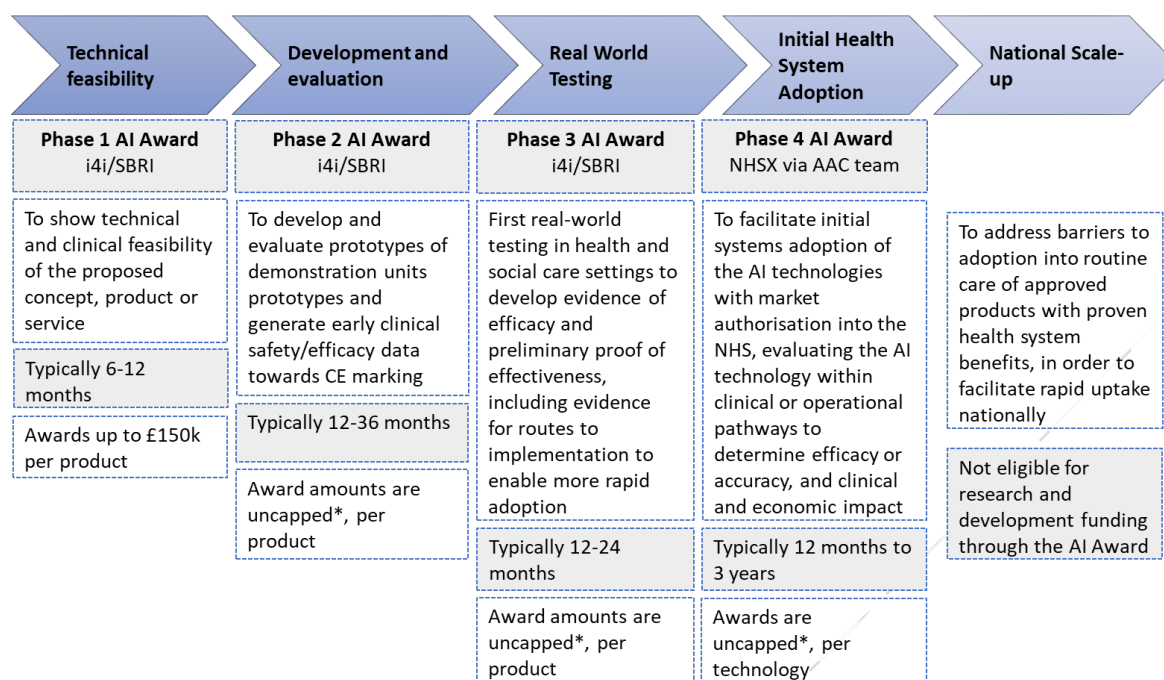 Technical
feasibility
Development and
evaluation
Real World
Testing
Initial Health
System
Adoption
National Scale-
up
Phase 1 AI Award
i4i/SBRI
To show technical
and clinical feasibility
of the proposed
concept, product or
service
Typically 6-12
months
Awards up to £150k
per product
Phase 2 AI Award
i4i/SBRI
To develop and
evaluate prototypes of
demonstration units
prototypes and
generate early clinical
safety/efficacy data
towards CE marking
Typically 12-36 months
Award amounts are
uncapped*, per
product
Phase 3 AI Award
i4i/SBRI
First real-world
testing in health and
social care settings to
develop evidence of
efficacy and
preliminary proof of
effectiveness,
including evidence
for routes to
implementation to
enable more rapid
adoption
Typically 12-24
months
Award amounts are
uncapped*, per
product
Phase 4 AI Award
NHSX via AAC team
To facilitate initial
systems adoption of
the AI technologies
with market
authorisation into the
NHS, evaluating the AI
technology within
clinical or operational
pathways to
determine efficacy or
accuracy, and clinical
and economic impact
Typically 12 months to
3 years
Awards are
uncapped*, per
technology
To address barriers to
adoption into routine
care of approved
products with proven
health system
benefits, in order to
facilitate rapid uptake
nationally
Not eligible for
research and
development funding
through the AI Award